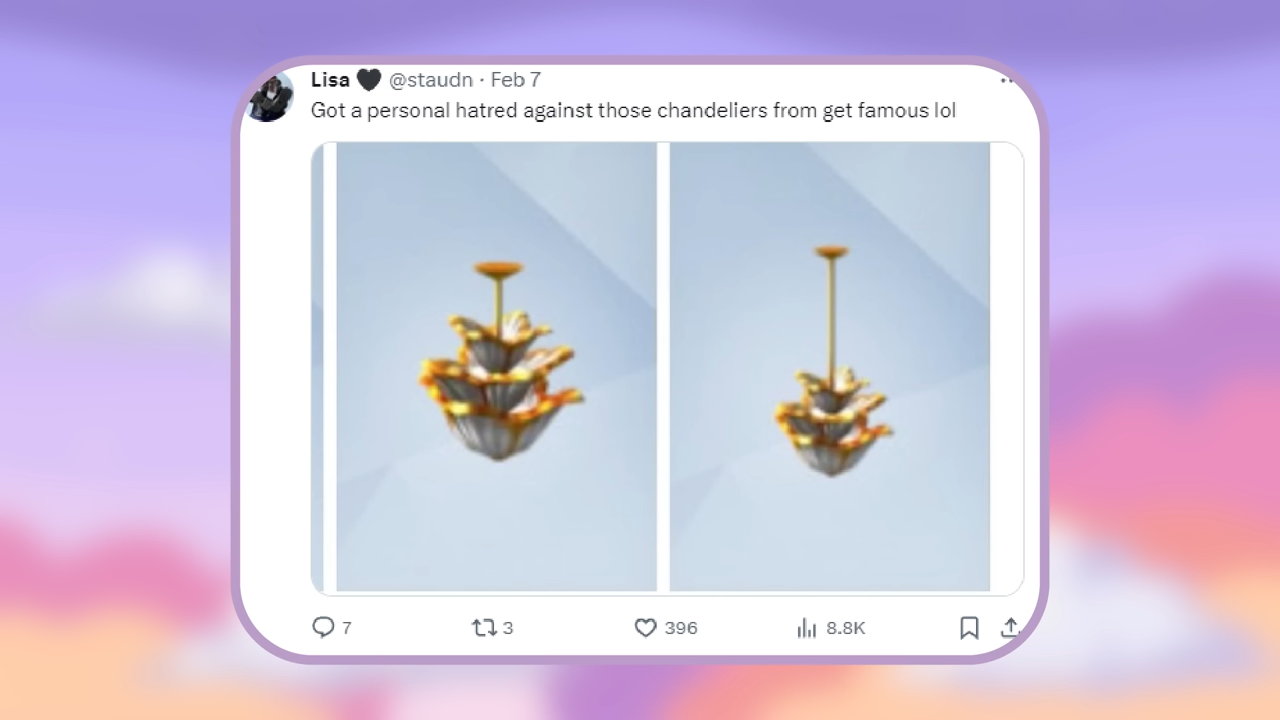 Lisa 🖤 @staudn · Feb 7
Got a personal hatred against those chandeliers from get famous lol
7 3 396 8.8K